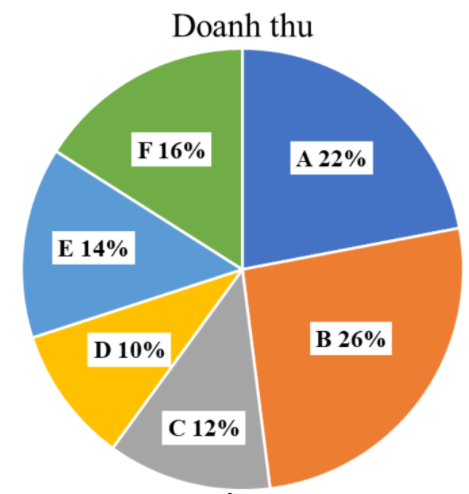 Doanh thu
F 16%
A 22%
E 14%
B 26%
D 10%
C 12%